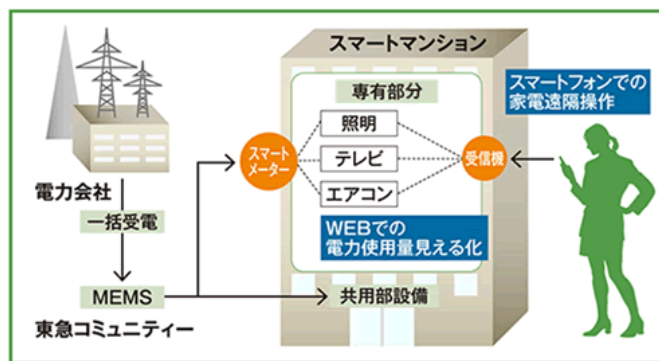 スマートマンション
専有部分
照明
テレビ
エアコン
スマート
メーター
受信機
スマートフォンでの
家電遠隔操作
WEBでの
電力使用量見える化
電力会社
一括受電
MEMS
東急コミュニティー
共用部設備